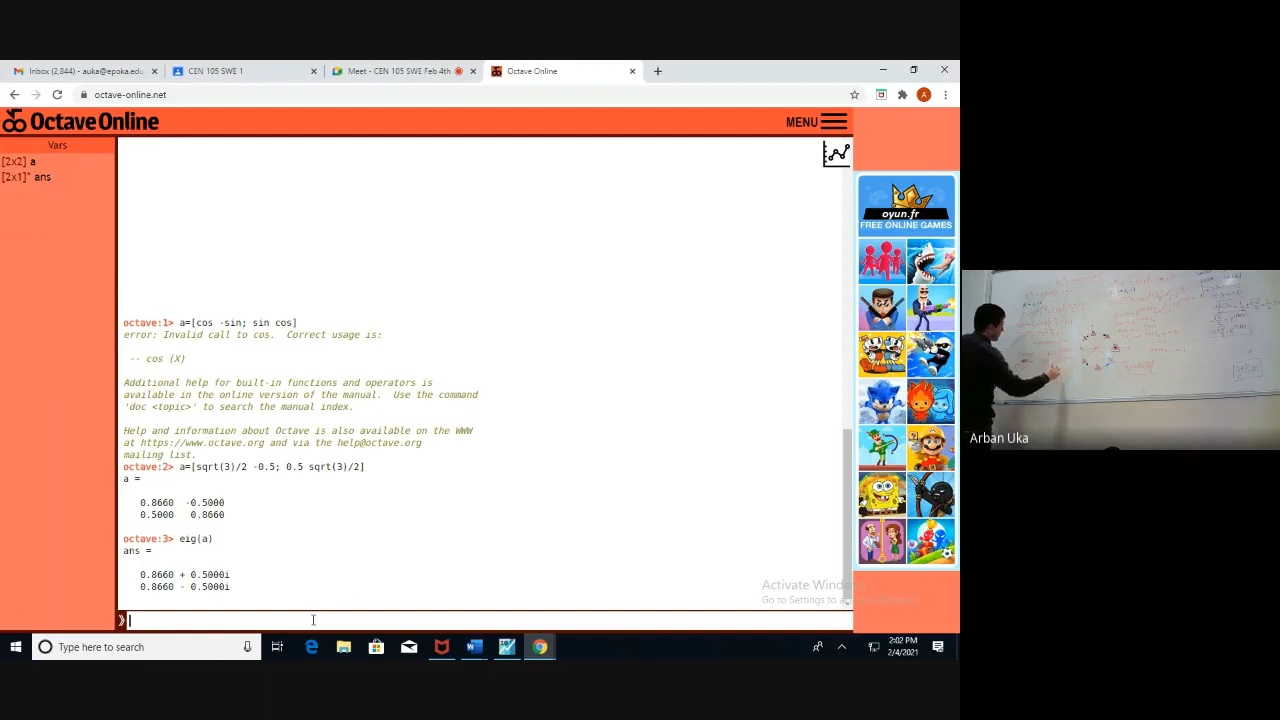 Inbox (2,844) - auka@epoka.edu.
CEN 105 SWE 1
Meet - CEN 105 SWE Feb 4th
Octave Online
octave-online.net
A
Octave Online
MENU
Vars
[2x2] a
[2x1]* ans
octave:1> a=[cos -sin; sin cos]
error: Invalid call to cos.  Correct usage is:
-- cos (X)
Additional help for built-in functions and operators is
available in the online version of the manual.  Use the command
'doc <topic>' to search the manual index.
Help and information about Octave is also available on the WWW
at https://www.octave.org and via the help@octave.org
mailing list.
octave:2> a=[sqrt(3)/2 -0.5; 0.5 sqrt(3)/2]
a =
0.8660  -0.5000
0.5000   0.8660
octave:3> eig(a)
ans =
0.8660 + 0.5000i
0.8660 - 0.5000i
oyun.fr
FREE ONLINE GAMES
Arban Uka
Activate Windo
Go to Settings to
Type here to search
2:02 PM
2/4/2021